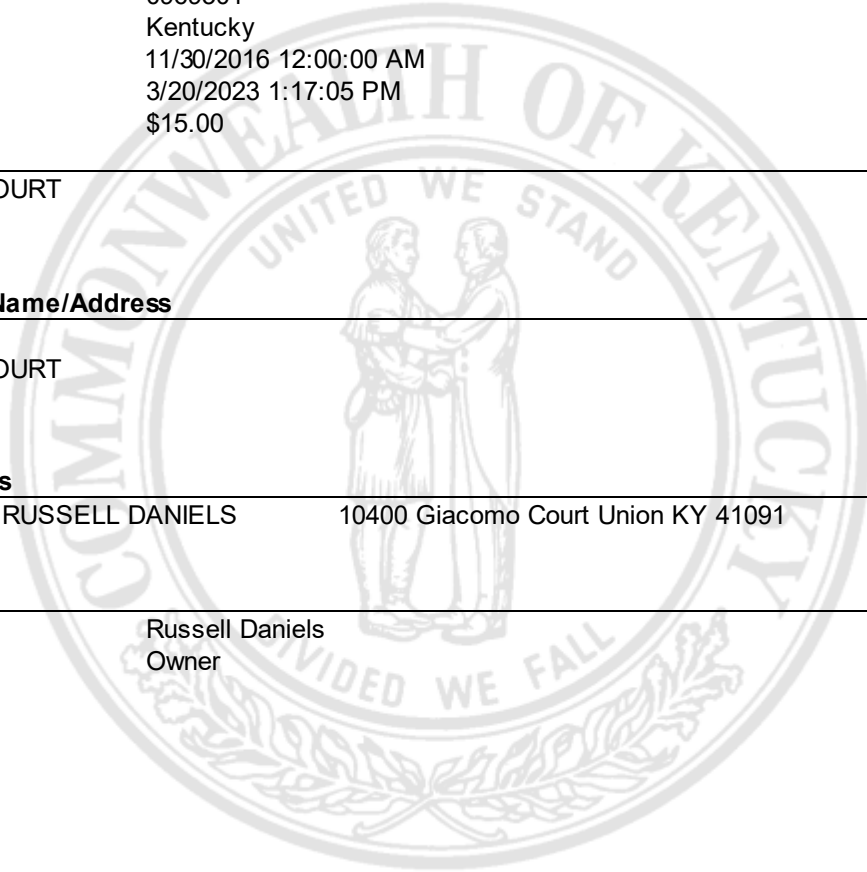 Kentucky
11/30/2016 12:00:00 AM
3/20/2023 1:17:05 PM
$15.00
OURT
Name/Address
OURT
s
RUSSELL DANIELS 10400 Giacomo Court Union KY 41091
Russell Daniels
Owner
COMMONWEALTH OF KENTUCKY
UNITED WE STAND
DIVIDED WE FALL